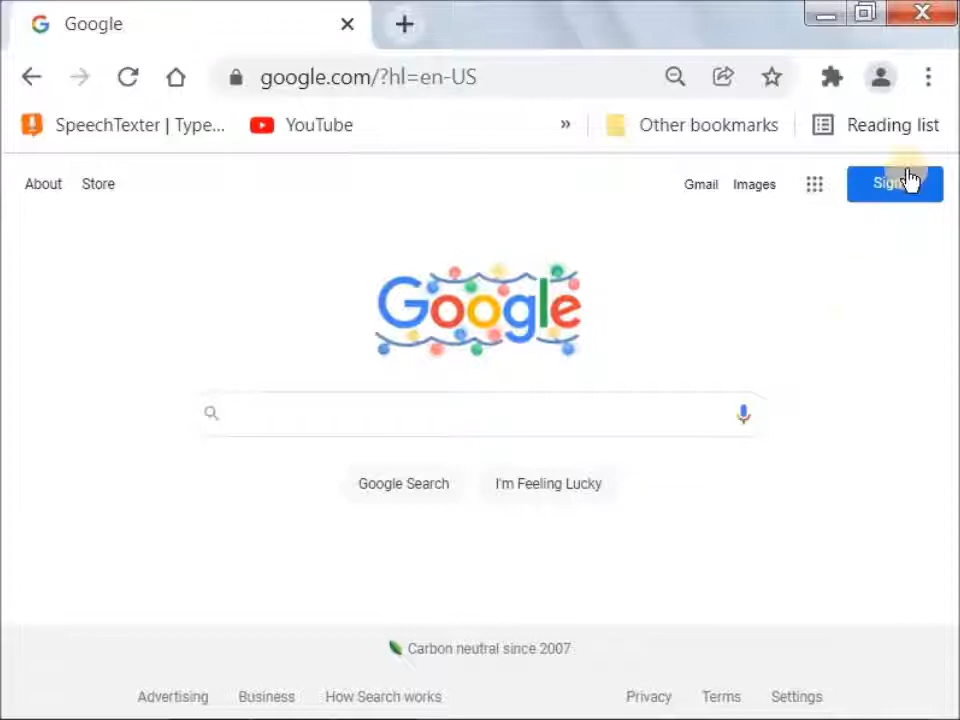 Google
google.com/?hl=en-US
SpeechTexter | Type... YouTube » Other bookmarks Reading list
About Store Gmail Images
Google
Google Search I'm Feeling Lucky
Carbon neutral since 2007
Advertising Business How Search works Privacy Terms Settings